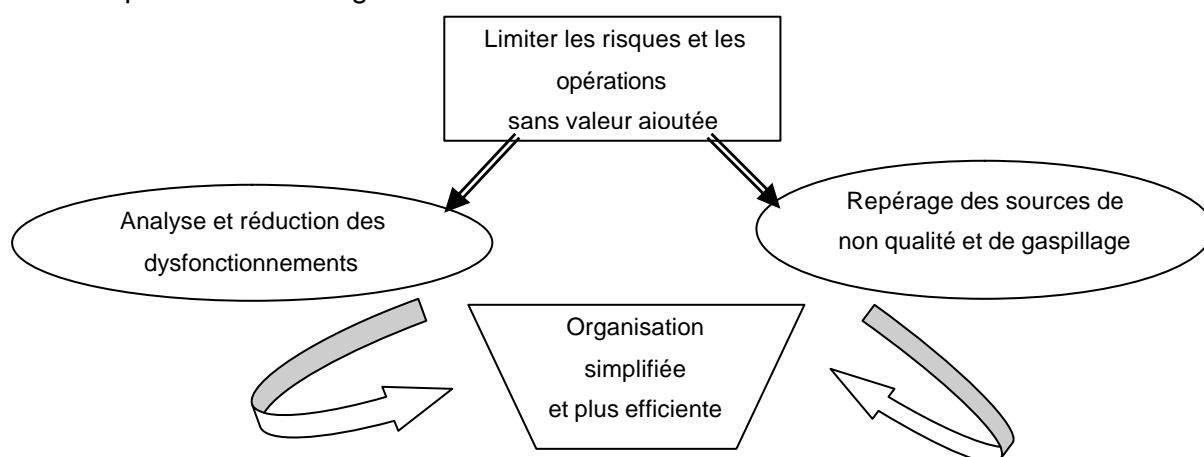 Limiter les risques et les
opérations
sans valeur aioutée
Analyse et réduction des
dysfonctionnements
Repérage des sources de
non qualité et de gaspillage
Organisation
simplifiée
et plus efficiente